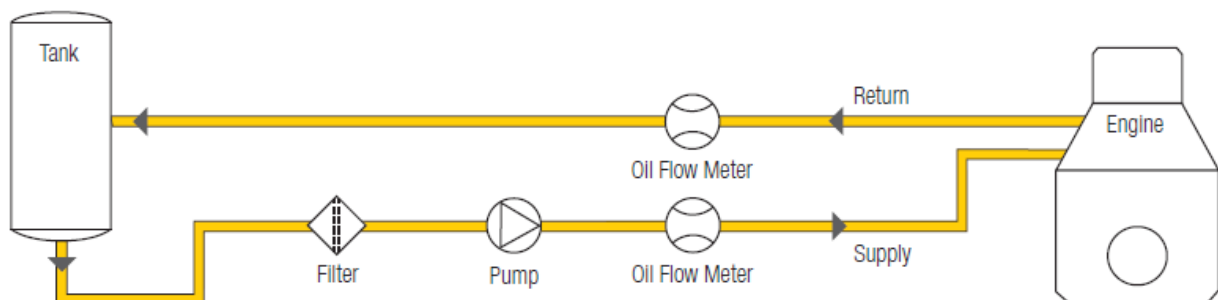 Tank
Return
Engine
Oil Flow Meter
Filter
Pump
Oil Flow Meter
Supply